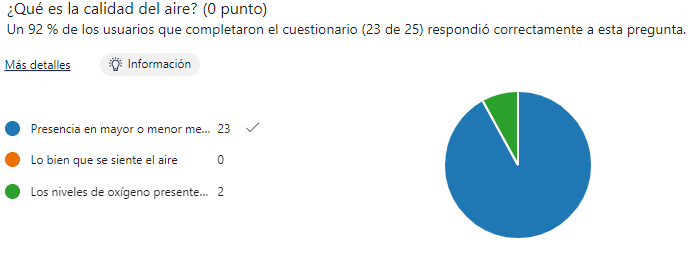 ¿Qué es la calidad del aire? (0 punto)
Un 92 % de los usuarios que completaron el cuestionario (23 de 25) respondió correctamente a esta pregunta.
Más detalles
Información
Presencia en mayor o menor me... 23
Lo bien que se siente el aire 0
Los niveles de oxígeno presente... 2